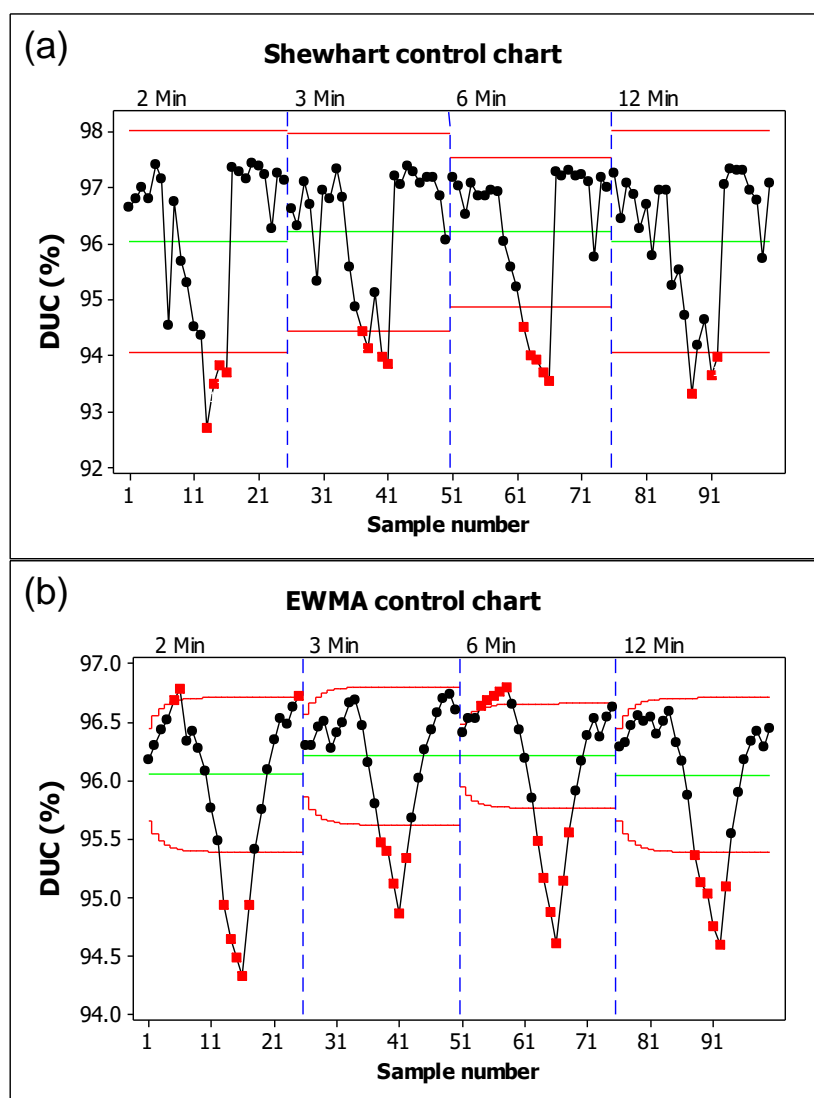 (a)
Shewhart control chart
2 Min 3 Min 6 Min 12 Min
98
97
96
95
94
93
92
DUC (%)
1 11 21 31 41 51 61 71 81 91
Sample number
(b)
EWMA control chart
2 Min 3 Min 6 Min 12 Min
97.0
96.5
96.0
95.5
95.0
94.5
94.0
DUC (%)
1 11 21 31 41 51 61 71 81 91
Sample number